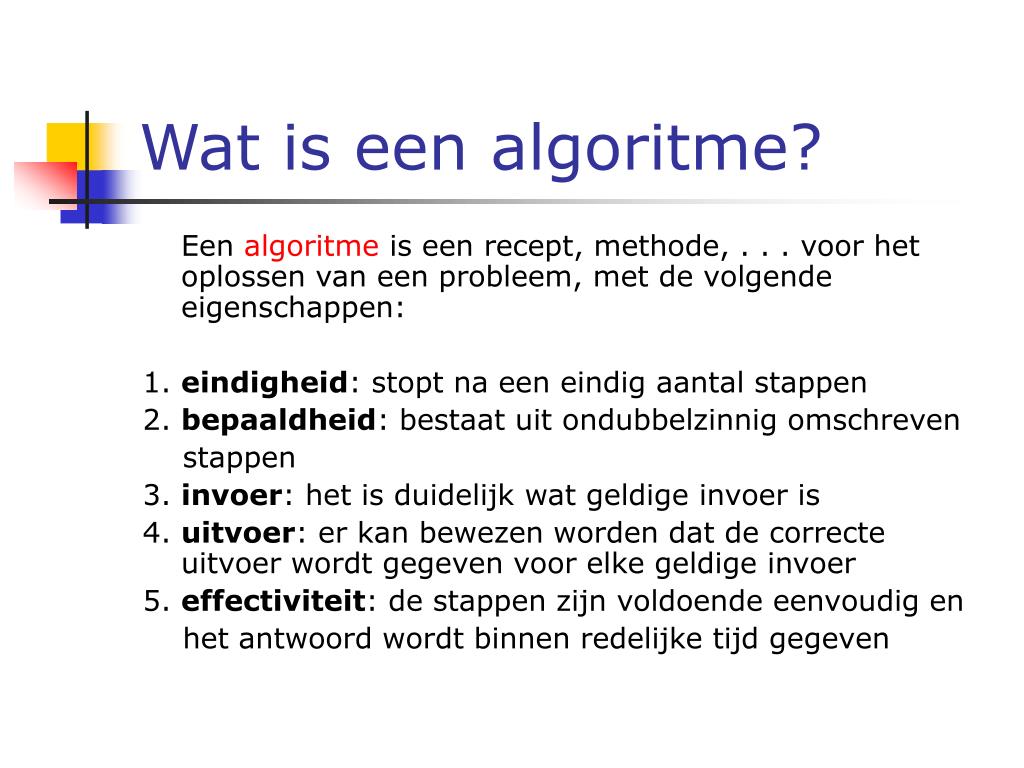 Wat is een algoritme?
Een algoritme is een recept, methode, . . . voor het
oplossen van een probleem, met de volgende
eigenschappen:
1. eindigheid: stopt na een eindig aantal stappen
2. bepaaldheid: bestaat uit ondubbelzinnig omschreven
stappen
3. invoer: het is duidelijk wat geldige invoer is
4. uitvoer: er kan bewezen worden dat de correcte
uitvoer wordt gegeven voor elke geldige invoer
5. effectiviteit: de stappen zijn voldoende eenvoudig en
het antwoord wordt binnen redelijke tijd gegeven